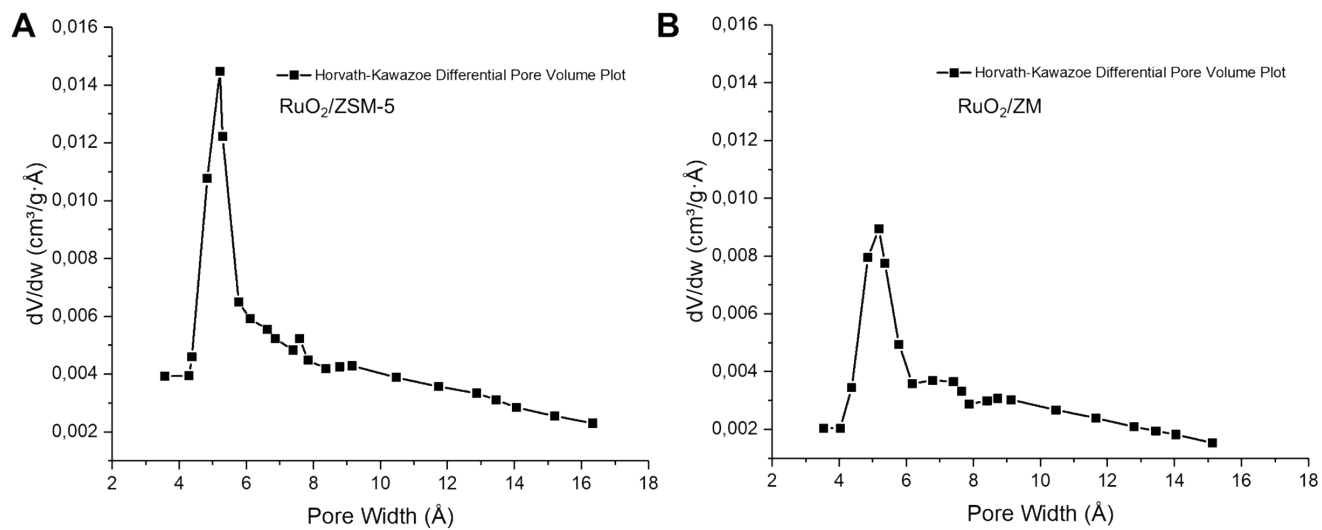 A
0,016
0,014
0,012
0,010
0,008
0,006
0,004
0,002
dV/dw (cm³/g·Å)
Horvath-Kawazoe Differential Pore Volume Plot
RuO₂/ZSM-5
2 4 6 8 10 12 14 16 18
Pore Width (Å)
B
0,016
0,014
0,012
0,010
0,008
0,006
0,004
0,002
dV/dw (cm³/g·Å)
Horvath-Kawazoe Differential Pore Volume Plot
RuO₂/ZM
2 4 6 8 10 12 14 16 18
Pore Width (Å)